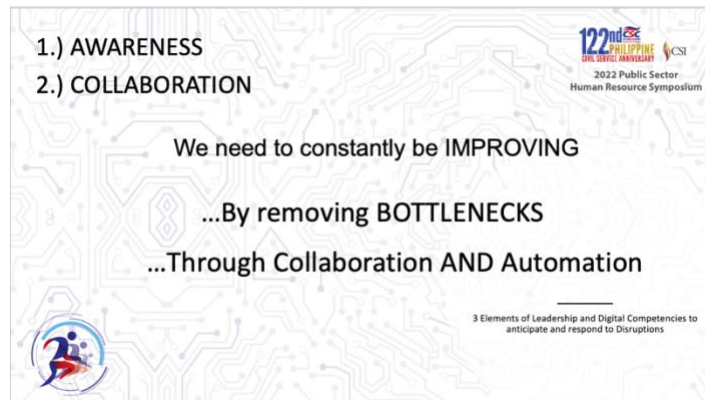 1.) AWARENESS
2.) COLLABORATION
122nd CSC
PHILIPPINE
CIVIL SERVICE ANNIVERSARY
CSI
2022 Public Sector
Human Resource Symposium
We need to constantly be IMPROVING
...By removing BOTTLENECKS
...Through Collaboration AND Automation
3 Elements of Leadership and Digital Competencies to
anticipate and respond to Disruptions